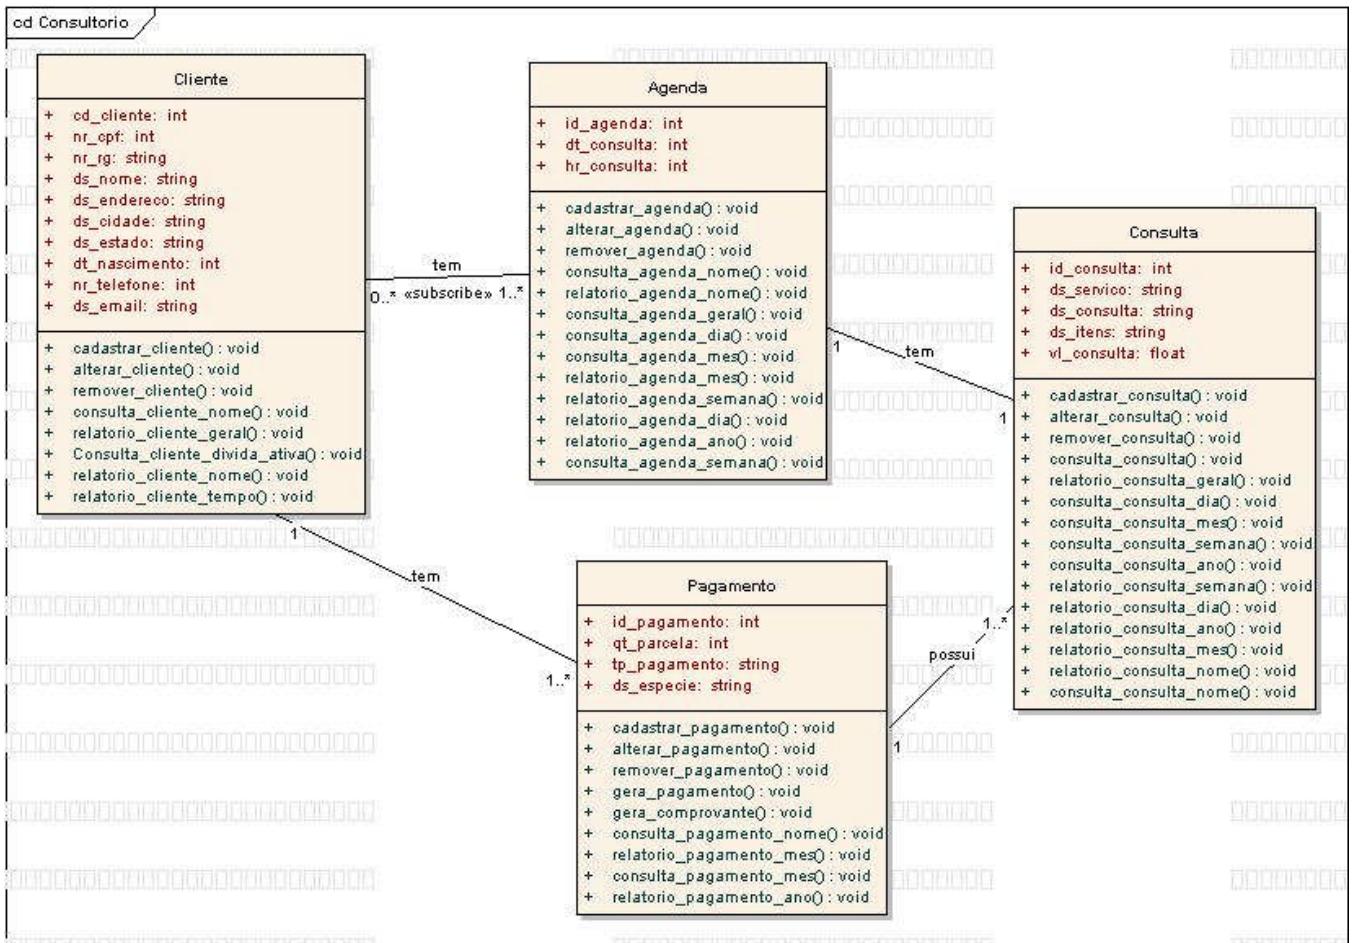 cd Consultorio
Cliente
+ cd_cliente: int
+ nr_cpf: int
+ nr_rg: string
+ ds_nome: string
+ ds_endereco: string
+ ds_cidade: string
+ ds_estado: string
+ dt_nascimento: int
+ nr_telefone: int
+ ds_email: string
+ cadastrar_cliente() : void
+ alterar_cliente() : void
+ remover_cliente() : void
+ consulta_cliente_nome() : void
+ relatorio_cliente_geral() : void
+ Consulta_cliente_divida_ativa() : void
+ relatorio_cliente_nome() : void
+ relatorio_cliente_tempo() : void
tem
0..* «subscribe» 1..*
Agenda
+ id_agenda: int
+ dt_consulta: int
+ hr_consulta: int
+ cadastrar_agenda() : void
+ alterar_agenda() : void
+ remover_agenda() : void
+ consulta_agenda_nome() : void
+ relatorio_agenda_nome() : void
+ consulta_agenda_geral() : void
+ consulta_agenda_dia() : void
+ consulta_agenda_mes() : void
+ relatorio_agenda_mes() : void
+ relatorio_agenda_semana() : void
+ relatorio_agenda_dia() : void
+ relatorio_agenda_ano() : void
+ consulta_agenda_semana() : void
1
tem
1
Consulta
+ id_consulta: int
+ ds_servico: string
+ ds_consulta: string
+ ds_itens: string
+ vl_consulta: float
+ cadastrar_consulta() : void
+ alterar_consulta() : void
+ remover_consulta() : void
+ consulta_consulta() : void
+ relatorio_consulta_geral() : void
+ consulta_consulta_dia() : void
+ consulta_consulta_mes() : void
+ consulta_consulta_semana() : void
+ consulta_consulta_ano() : void
+ relatorio_consulta_semana() : void
+ relatorio_consulta_dia() : void
+ relatorio_consulta_ano() : void
+ relatorio_consulta_mes() : void
+ relatorio_consulta_nome() : void
+ consulta_consulta_nome() : void
1
tem
1..*
Pagamento
+ id_pagamento: int
+ qt_parcela: int
+ tp_pagamento: string
+ ds_especie: string
+ cadastrar_pagamento() : void
+ alterar_pagamento() : void
+ remover_pagamento() : void
+ gera_pagamento() : void
+ gera_comprovante() : void
+ consulta_pagamento_nome() : void
+ relatorio_pagamento_mes() : void
+ consulta_pagamento_mes() : void
+ relatorio_pagamento_ano() : void
1..*
possui
1